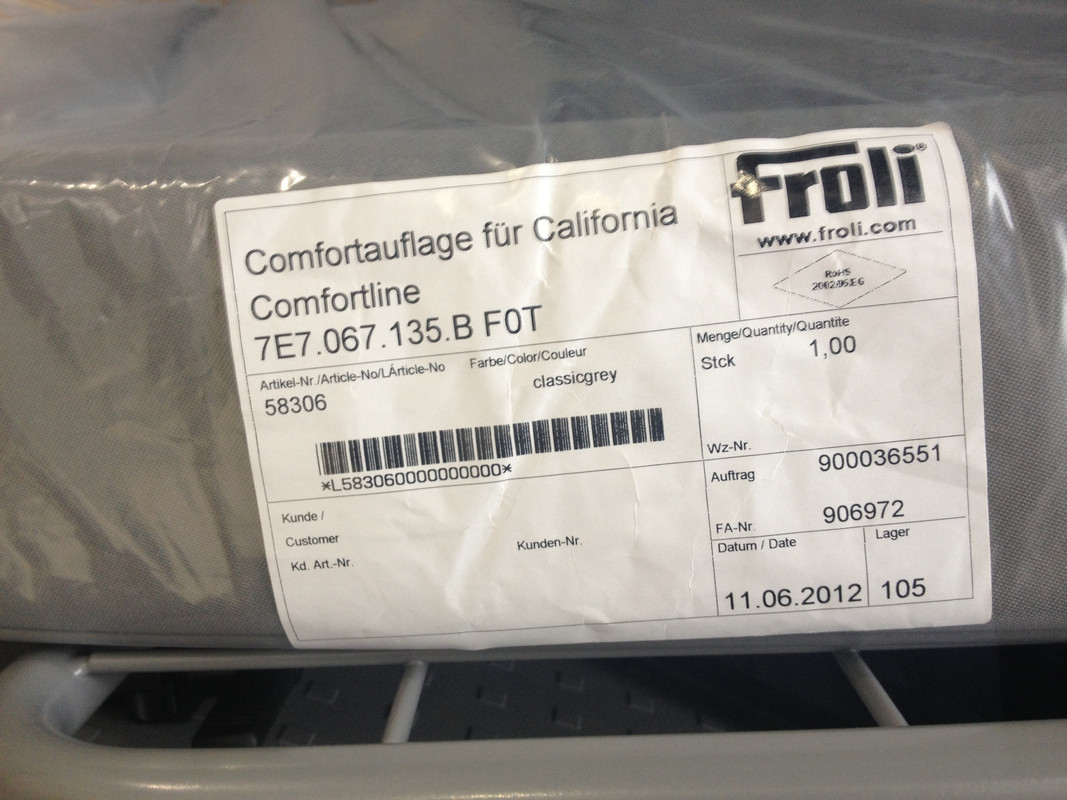 Froli®
www.froli.com
RoHS
2002/95/EG
Comfortauflage für California
Comfortline
7E7.067.135.B F0T
Artikel-Nr./Article-No/LÁrticle-No Farbe/Color/Couleur
58306 classicgrey
*L583060000000000*
Menge/Quantity/Quantite
Stck 1,00
Wz-Nr.
Auftrag 900036551
FA-Nr. 906972
Datum / Date Lager
11.06.2012 105
Kunde /
Customer Kunden-Nr.
Kd. Art.-Nr.